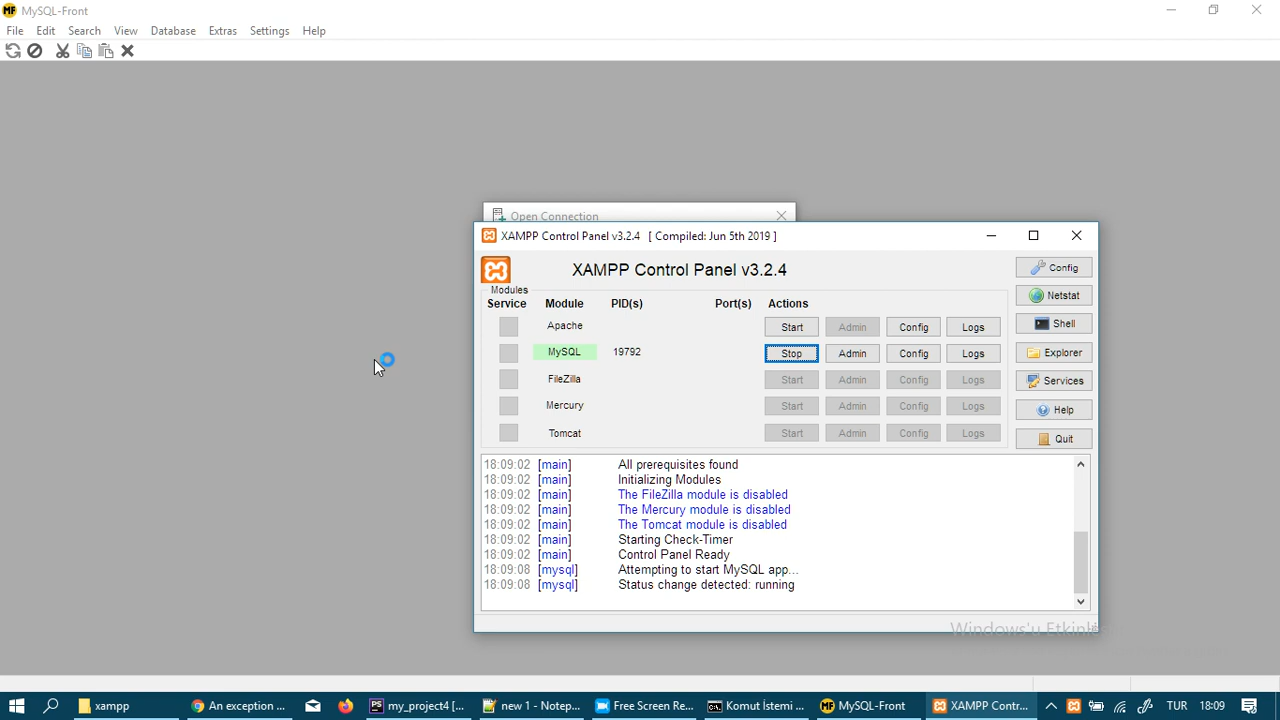 MySQL-Front
File Edit Search View Database Extras Settings Help
Open Connection
XAMPP Control Panel v3.2.4 [ Compiled: Jun 5th 2019 ]
XAMPP Control Panel v3.2.4
Config
Modules
Service Module PID(s) Port(s) Actions
Netstat
Apache Start Admin Config Logs
Shell
MySQL 19792 Stop Admin Config Logs
Explorer
FileZilla Start Admin Config Logs
Services
Mercury Start Admin Config Logs
Help
Tomcat Start Admin Config Logs
Quit
18:09:02 [main] All prerequisites found
18:09:02 [main] Initializing Modules
18:09:02 [main] The FileZilla module is disabled
18:09:02 [main] The Mercury module is disabled
18:09:02 [main] The Tomcat module is disabled
18:09:02 [main] Starting Check-Timer
18:09:02 [main] Control Panel Ready
18:09:08 [mysql] Attempting to start MySQL app...
18:09:08 [mysql] Status change detected: running
Windows'u
xampp An exception ... my_project4 [... new 1 - Notep... Free Screen Re... Komut İstemi ... MySQL-Front XAMPP Contr... TUR 18:09